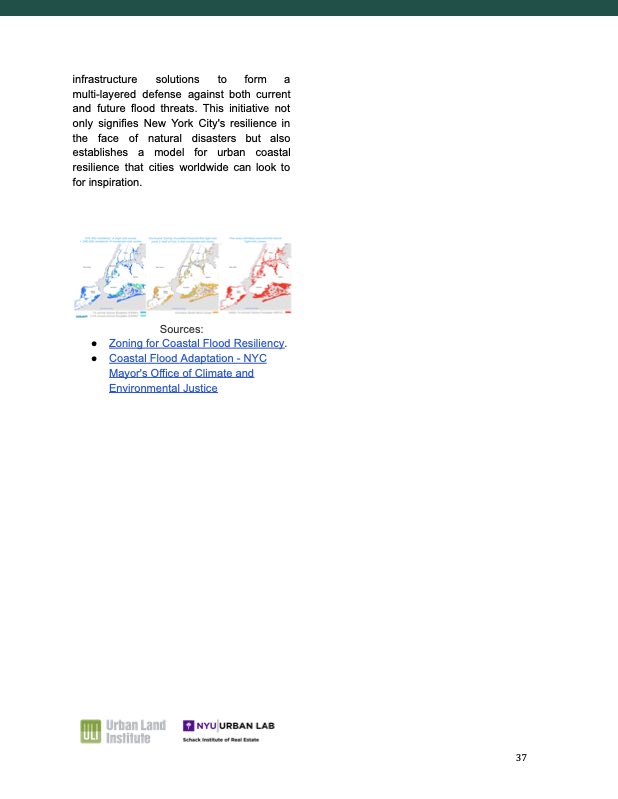 infrastructure solutions to form a
multi-layered defense against both current
and future flood threats. This initiative not
only signifies New York City's resilience in
the face of natural disasters but also
establishes a model for urban coastal
resilience that cities worldwide can look to
for inspiration.
Sources:
● Zoning for Coastal Flood Resiliency.
● Coastal Flood Adaptation - NYC
Mayor's Office of Climate and
Environmental Justice
ULI Urban Land
Institute
NYU URBAN LAB
Schack Institute of Real Estate
37